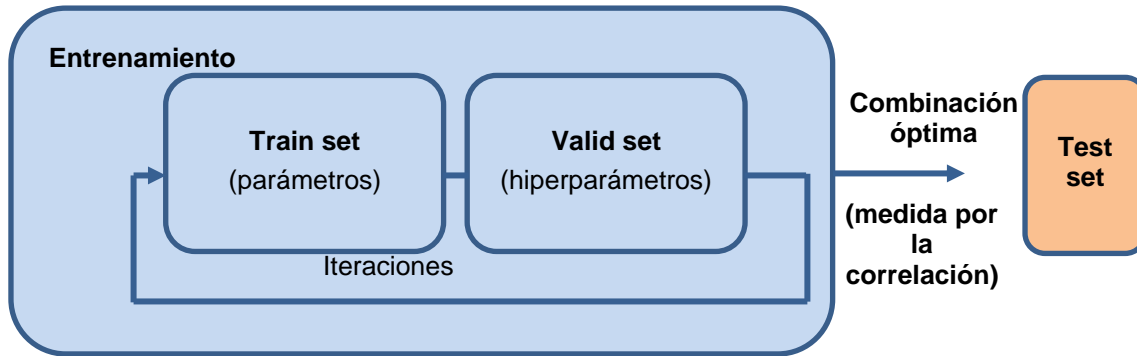 Entrenamiento
Train set
(parámetros)
Valid set
(hiperparámetros)
Iteraciones
Combinación
óptima
(medida por
la
correlación)
Test
set